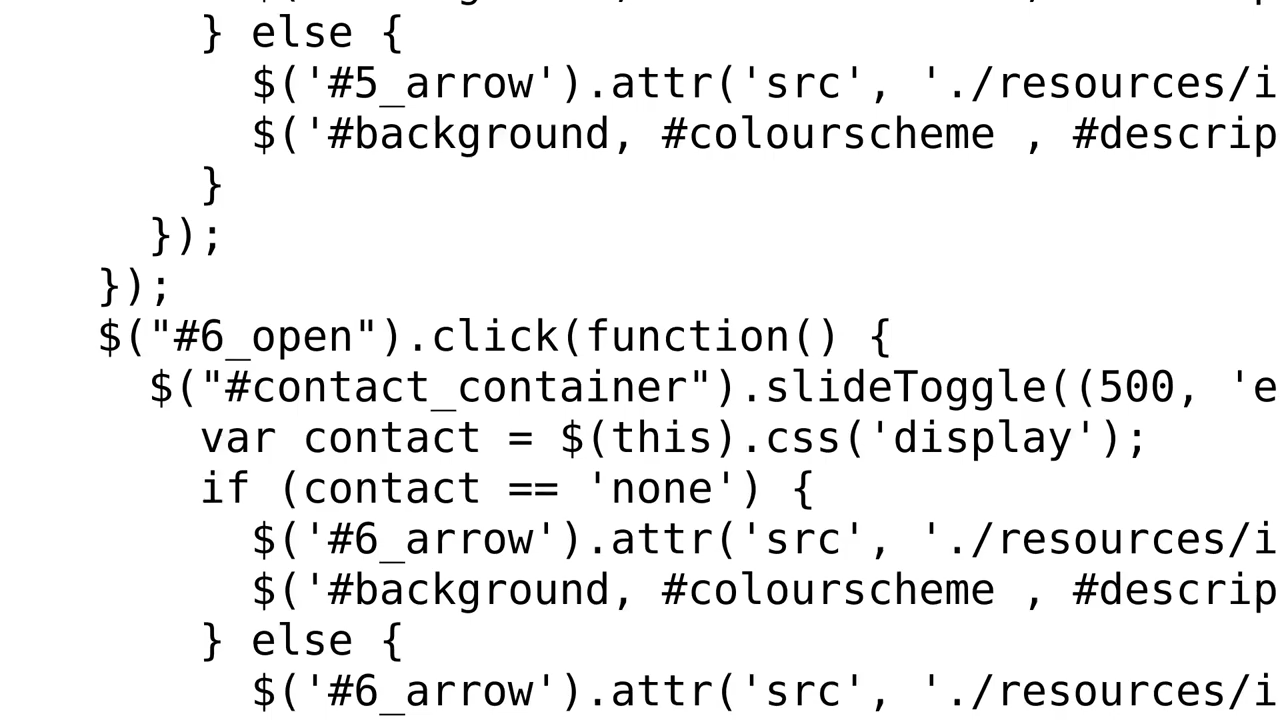 } else {
$('#5_arrow').attr('src', './resources/i
$('#background, #colourscheme , #descrip
}
});
});
$("#6_open").click(function() {
$("#contact_container").slideToggle((500, 'e
var contact = $(this).css('display');
if (contact == 'none') {
$('#6_arrow').attr('src', './resources/i
$('#background, #colourscheme , #descrip
} else {
$('#6_arrow').attr('src', './resources/i